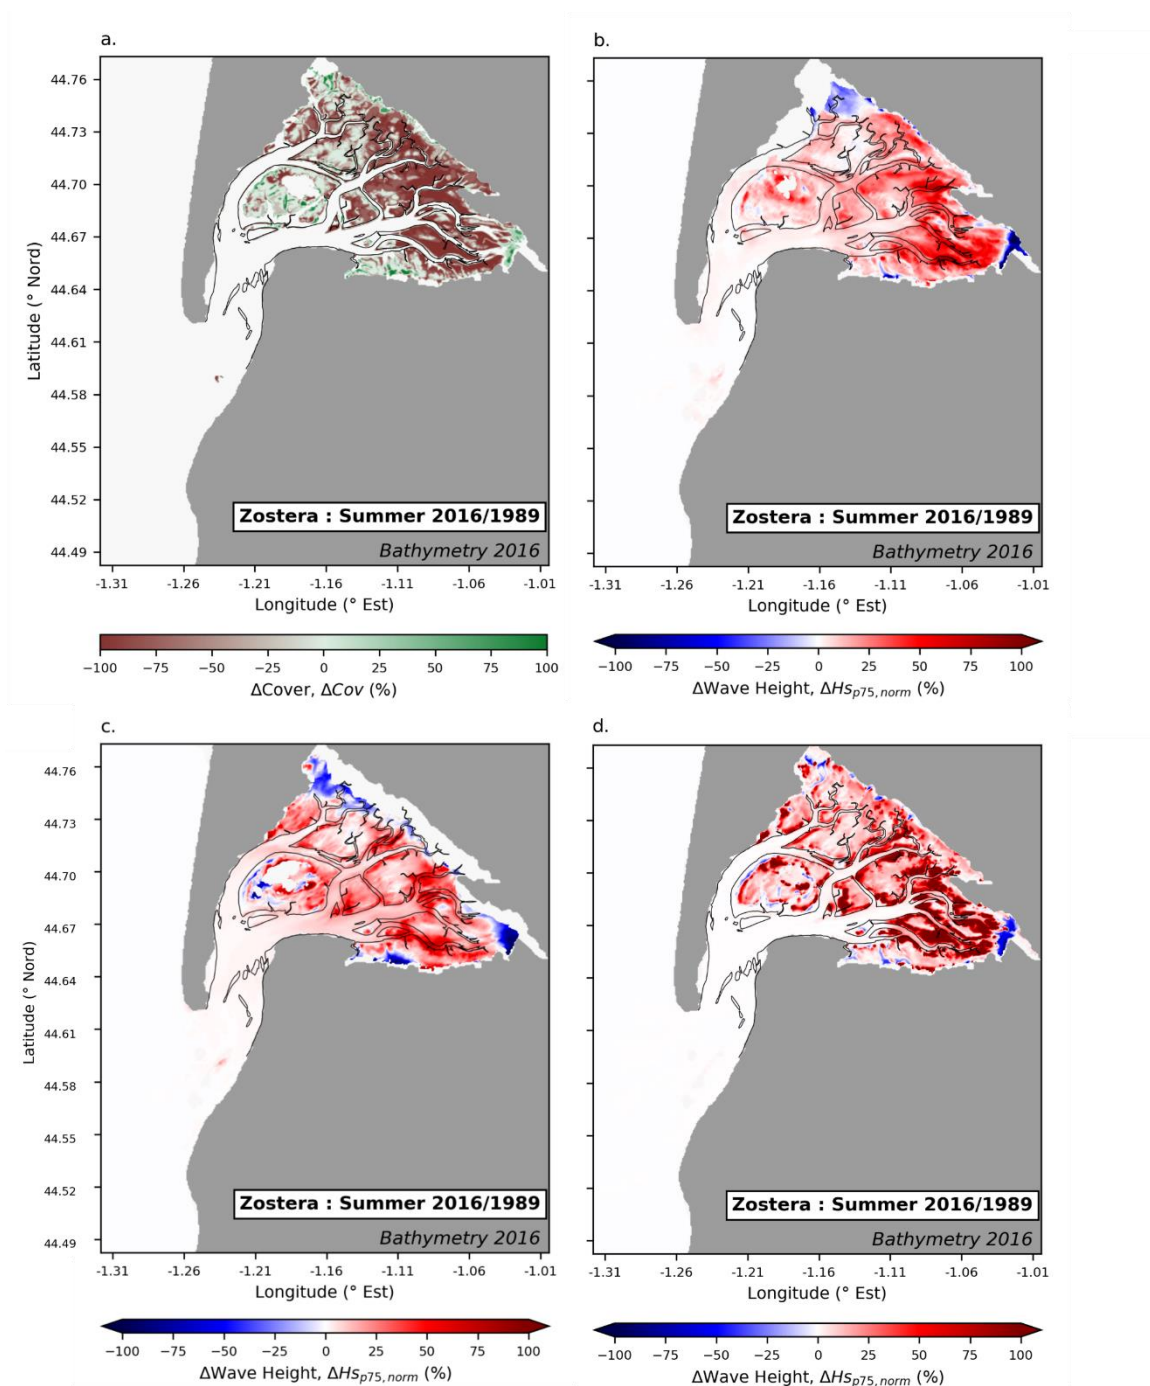 a.
44.76
44.73
44.70
44.67
44.64
44.61
44.58
44.55
44.52
44.49
Latitude (° Nord)
Zostera : Summer 2016/1989
Bathymetry 2016
-1.31 -1.26 -1.21 -1.16 -1.11 -1.06 -1.01
Longitude (° Est)
−100 −75 −50 −25 0 25 50 75 100
ΔCover, ΔCov (%)
b.
Zostera : Summer 2016/1989
Bathymetry 2016
-1.31 -1.26 -1.21 -1.16 -1.11 -1.06 -1.01
Longitude (° Est)
−100 −75 −50 −25 0 25 50 75 100
ΔWave Height, ΔHsp75,norm (%)
c.
44.76
44.73
44.70
44.67
44.64
44.61
44.58
44.55
44.52
44.49
Latitude (° Nord)
Zostera : Summer 2016/1989
Bathymetry 2016
-1.31 -1.26 -1.21 -1.16 -1.11 -1.06 -1.01
Longitude (° Est)
−100 −75 −50 −25 0 25 50 75 100
ΔWave Height, ΔHsp75,norm (%)
d.
Zostera : Summer 2016/1989
Bathymetry 2016
-1.31 -1.26 -1.21 -1.16 -1.11 -1.06 -1.01
Longitude (° Est)
−100 −75 −50 −25 0 25 50 75 100
ΔWave Height, ΔHsp75,norm (%)